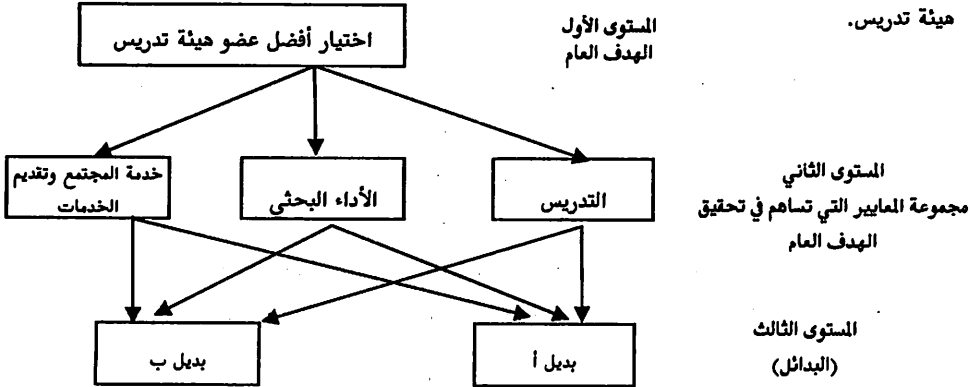 هيئة تدريس.
المستوى الأول
الهدف العام
اختيار أفضل عضو هيئة تدريس
المستوى الثاني
مجموعة المعايير التي تساهم في تحقيق
الهدف العام
التدريس
الأداء البحثي
خدمة المجتمع وتقديم
الخدمات
المستوى الثالث
(البدائل)
بديل أ
بديل ب